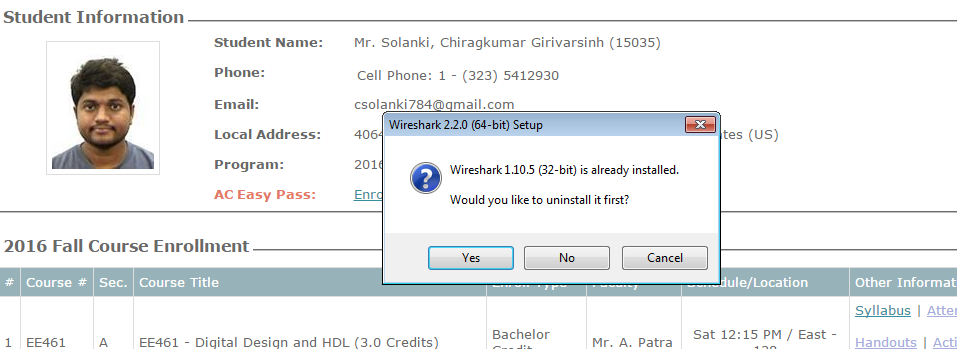 Student Information
Student Name: Mr. Solanki, Chiragkumar Girivarsinh (15035)
Phone: Cell Phone: 1 - (323) 5412930
Email: csolanki784@gmail.com
Wireshark 2.2.0 (64-bit) Setup
Local Address: 4064 tes (US)
Program: 2016
Wireshark 1.10.5 (32-bit) is already installed.
AC Easy Pass: Enro
Would you like to uninstall it first?
2016 Fall Course Enrollment
Yes No Cancel
# Course # Sec. Course Title Enroll Type Faculty Schedule/Location Other Informat
Syllabus | Atte
1 EE461 A EE461 - Digital Design and HDL (3.0 Credits) Bachelor Credit Mr. A. Patra Sat 12:15 PM / East - 128 Handouts | Acti